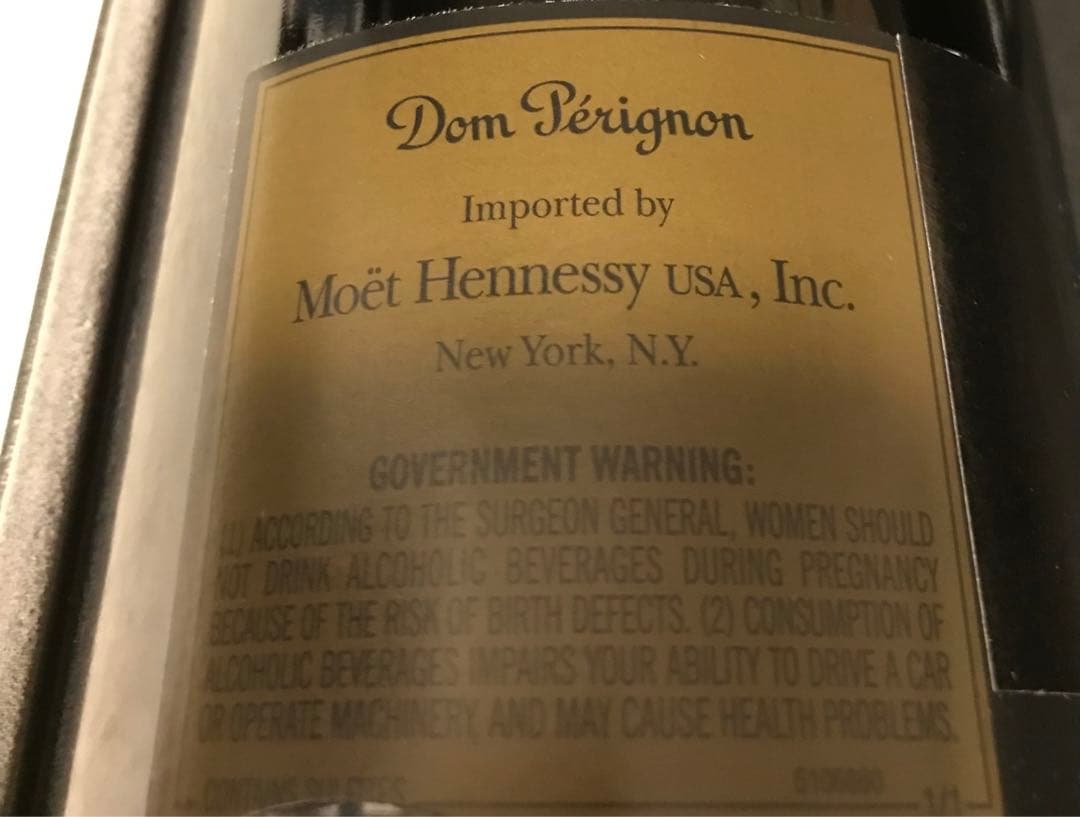 Dom Pérignon
Imported by
Moët Hennessy USA, Inc.
New York, N.Y.
GOVERNMENT WARNING:
(1) ACCORDING TO THE SURGEON GENERAL, WOMEN SHOULD
NOT DRINK ALCOHOLIC BEVERAGES DURING PREGNANCY
BECAUSE OF THE RISK OF BIRTH DEFECTS. (2) CONSUMPTION OF
ALCOHOLIC BEVERAGES IMPAIRS YOUR ABILITY TO DRIVE A CAR
OR OPERATE MACHINERY, AND MAY CAUSE HEALTH PROBLEMS.
CONTAINS SULFITES
1/1